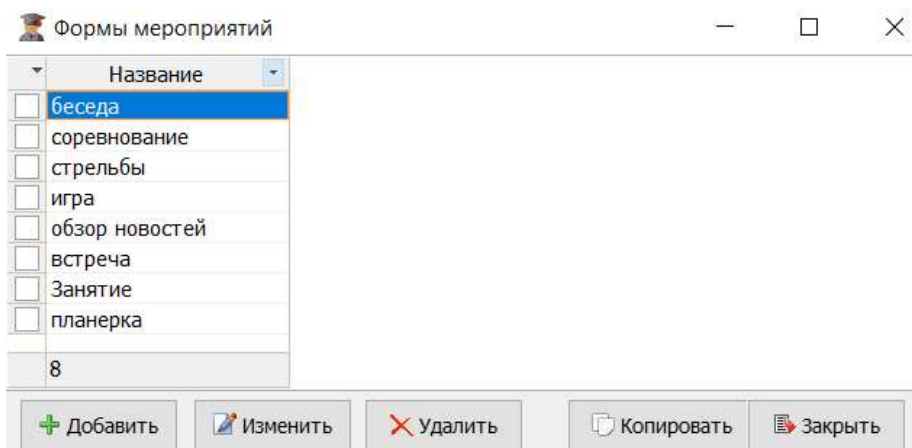 Формы мероприятий
Название
беседа
соревнование
стрельбы
игра
обзор новостей
встреча
Занятие
планерка
8
Добавить Изменить Удалить Копировать Закрыть